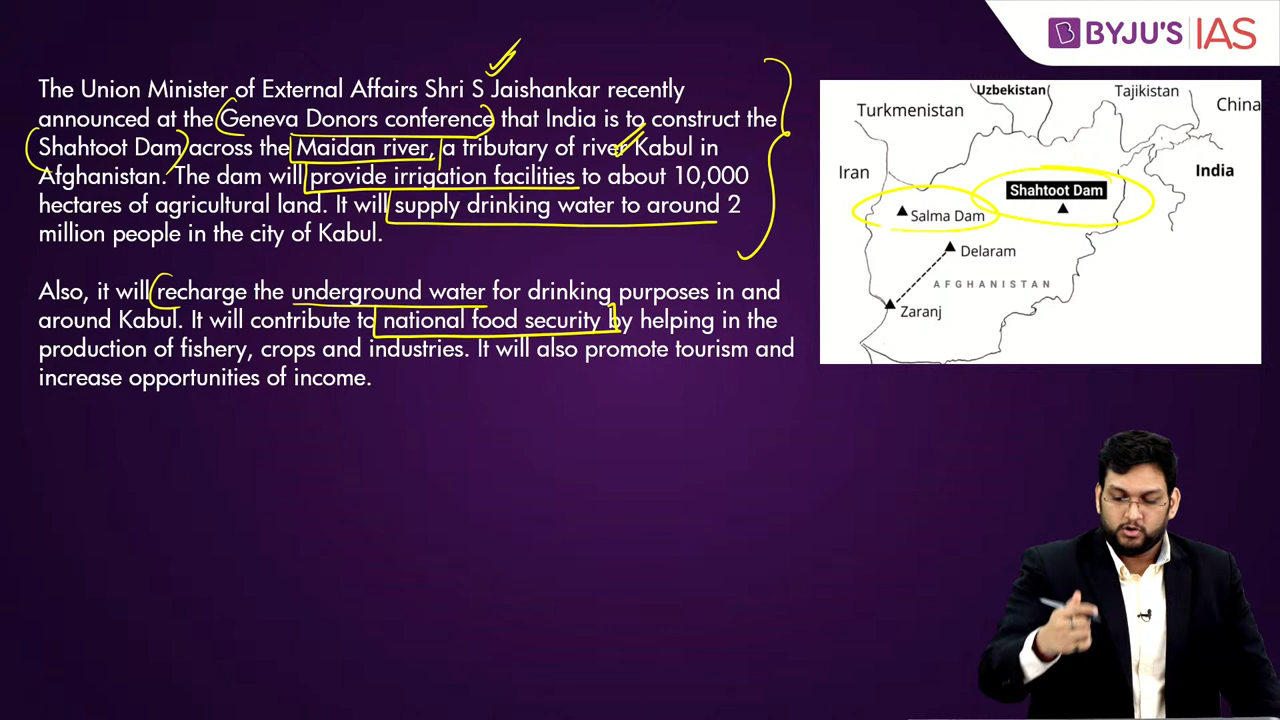 BYJU'S IAS
The Union Minister of External Affairs Shri S Jaishankar recently
announced at the Geneva Donors conference that India is to construct the
Shahtoot Dam across the Maidan river, a tributary of river Kabul in
Afghanistan. The dam will provide irrigation facilities to about 10,000
hectares of agricultural land. It will supply drinking water to around 2
million people in the city of Kabul.
Also, it will recharge the underground water for drinking purposes in and
around Kabul. It will contribute to national food security by helping in the
production of fishery, crops and industries. It will also promote tourism and
increase opportunities of income.
Uzbekistan
Tajikistan
Turkmenistan
China
Iran
India
Shahtoot Dam
Salma Dam
Delaram
AFGHANISTAN
Zaranj